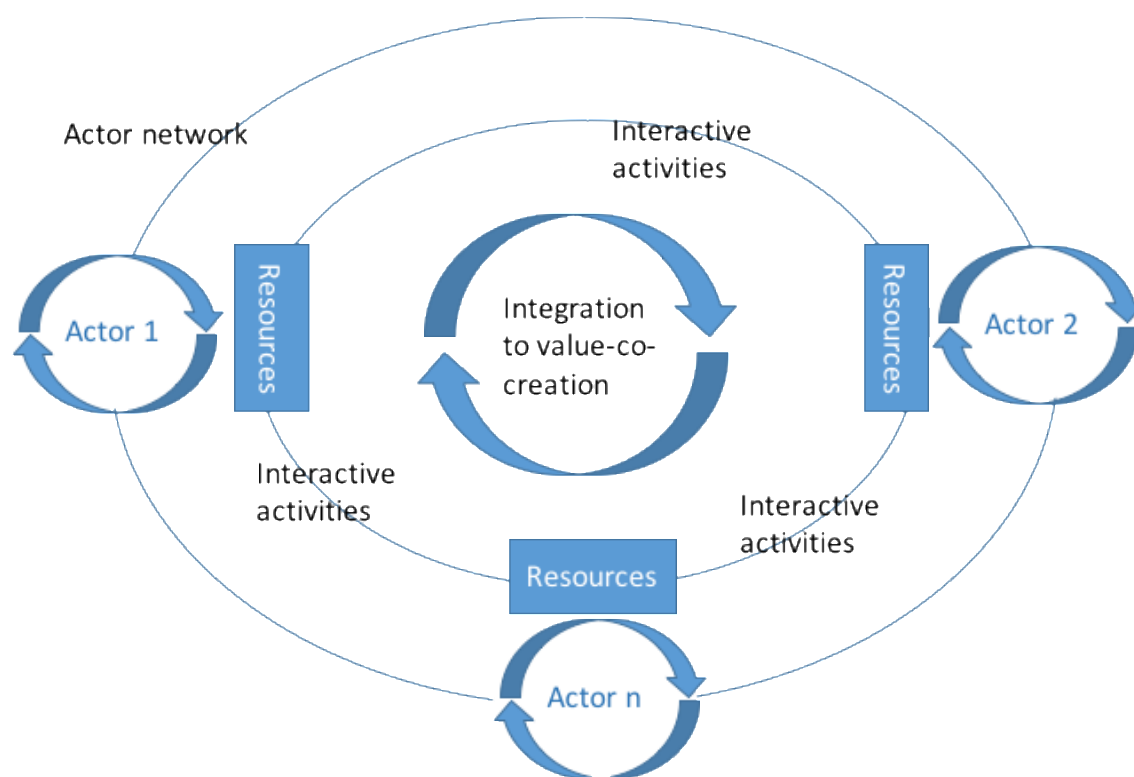 Actor network
Interactive
activities
Resources
Actor 1
Integration
to value-co-
creation
Resources
Actor 2
Interactive
activities
Interactive
activities
Resources
Actor n